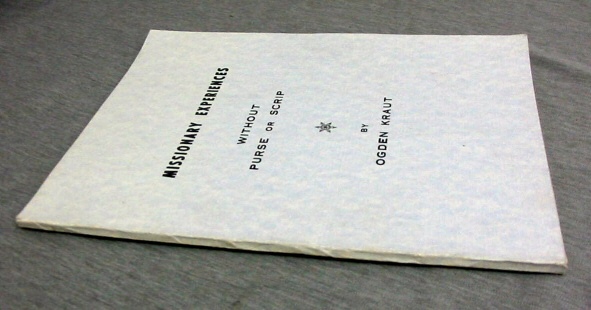 MISSIONARY EXPERIENCES
WITHOUT
PURSE OR SCRIP
BY
OGDEN KRAUT